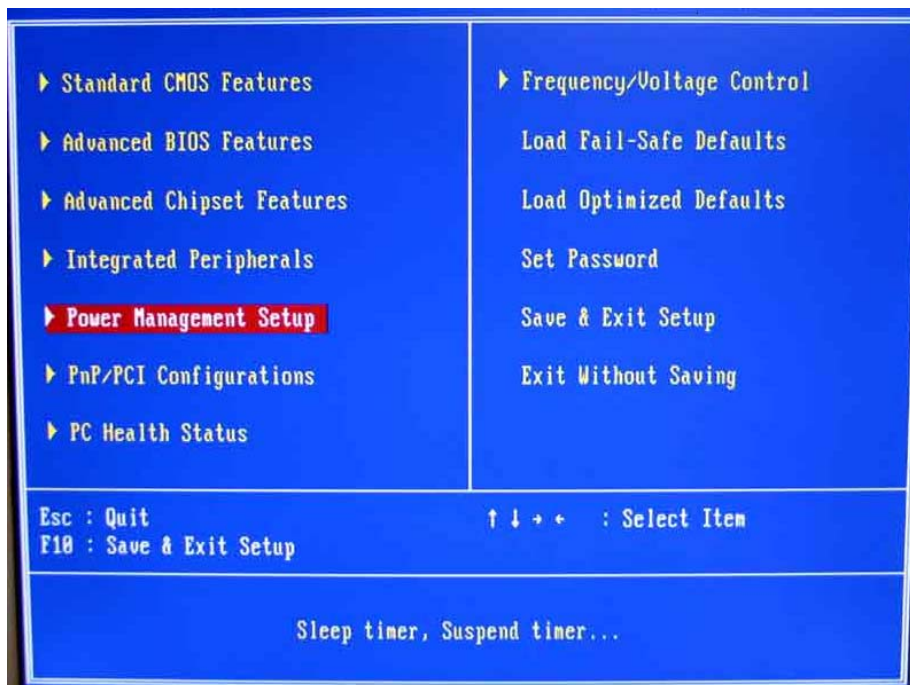 Standard CMOS Features
Advanced BIOS Features
Advanced Chipset Features
Integrated Peripherals
Power Management Setup
PnP/PCI Configurations
PC Health Status
Frequency/Voltage Control
Load Fail-Safe Defaults
Load Optimized Defaults
Set Password
Save & Exit Setup
Exit Without Saving
Esc : Quit
F10 : Save & Exit Setup
↑ ↓ → ← : Select Item
Sleep timer, Suspend timer...